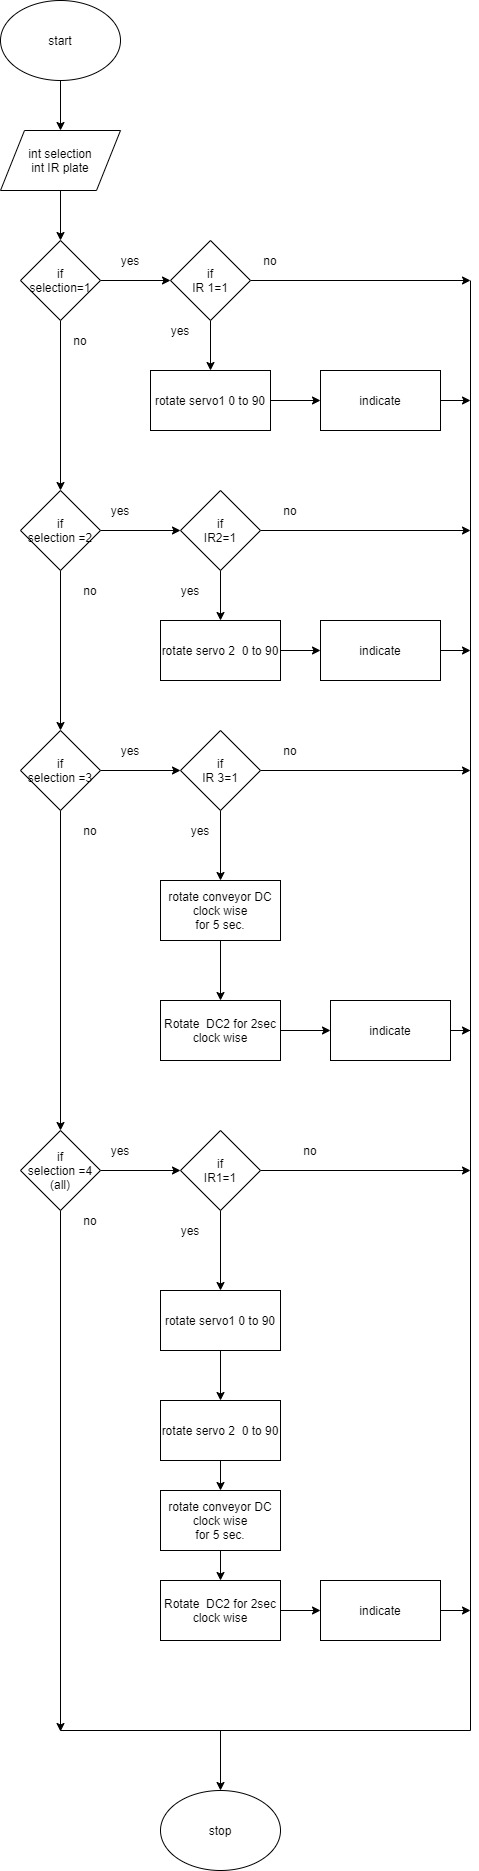 start
int selection
int IR plate
if
selection=1
yes
if
IR 1=1
no
no
yes
rotate servo1 0 to 90
indicate
if
selection =2
yes
if
IR2=1
no
no
yes
rotate servo 2  0 to 90
indicate
if
selection =3
yes
if
IR 3=1
no
no
yes
rotate conveyor DC
clock wise
for 5 sec.
Rotate  DC2 for 2sec
clock wise
indicate
if
selection =4
(all)
yes
if
IR1=1
no
no
yes
rotate servo1 0 to 90
rotate servo 2  0 to 90
rotate conveyor DC
clock wise
for 5 sec.
Rotate  DC2 for 2sec
clock wise
indicate
stop